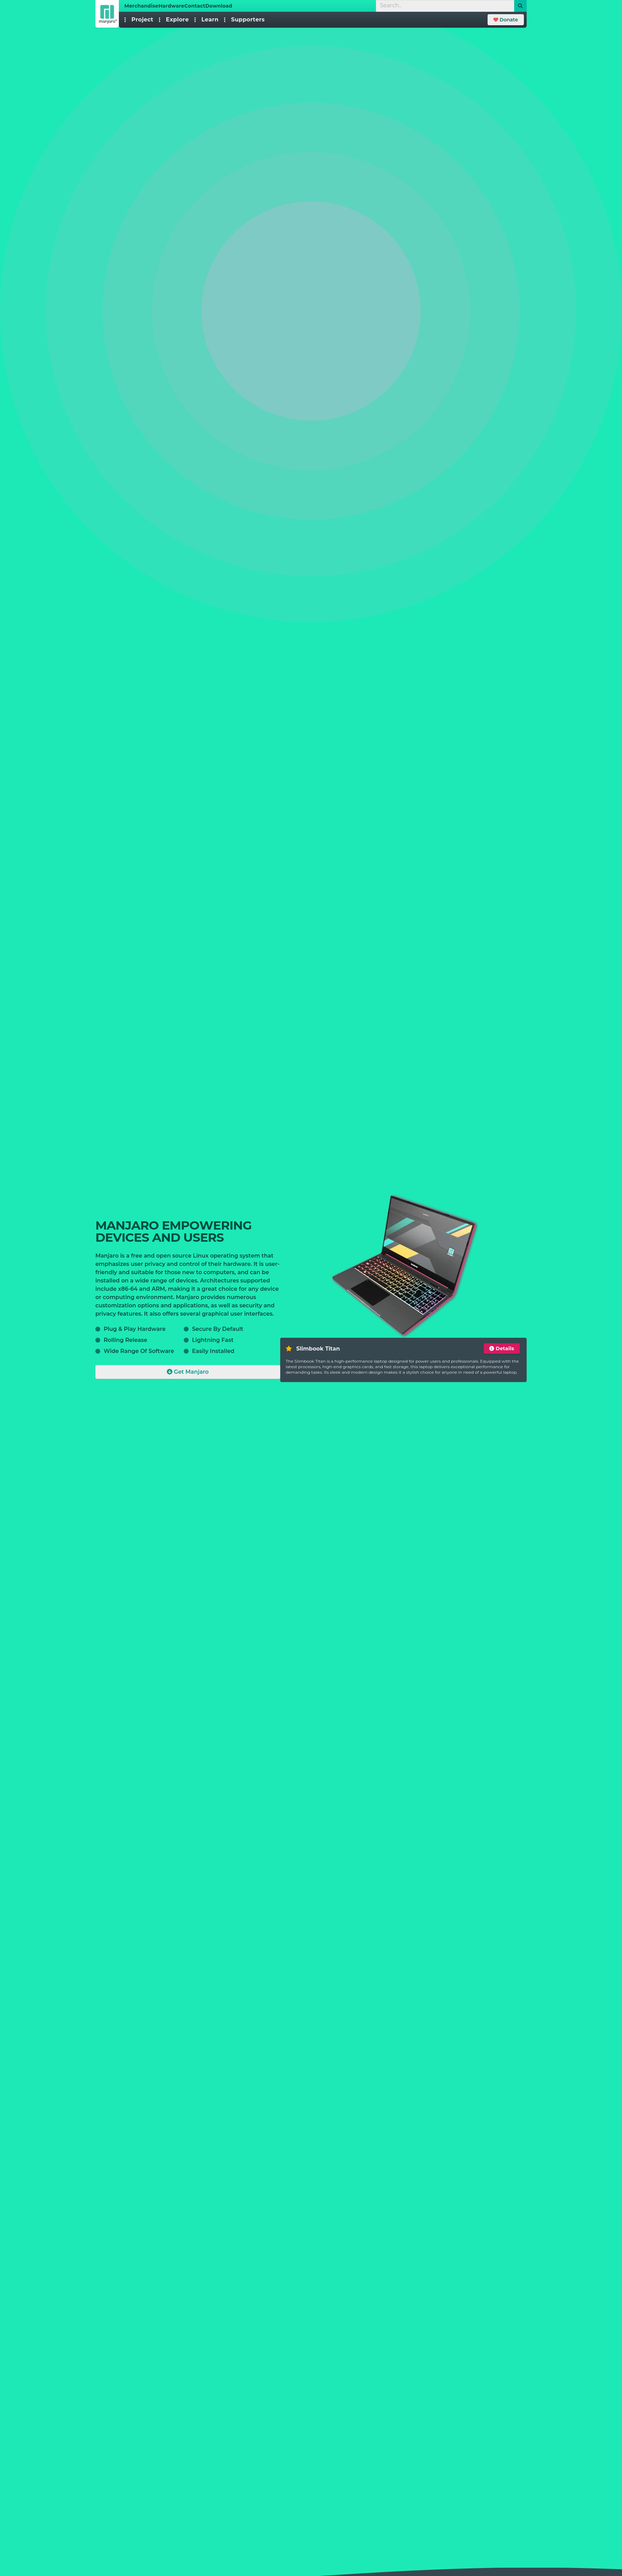 manjaro
Merchandise Hardware Contact Download
Search...
Project
Explore
Learn
Supporters
Donate
MANJARO EMPOWERING
DEVICES AND USERS
Manjaro is a free and open source Linux operating system that
emphasizes user privacy and control of their hardware. It is user-
friendly and suitable for those new to computers, and can be
installed on a wide range of devices. Architectures supported
include x86-64 and ARM, making it a great choice for any device
or computing environment. Manjaro provides numerous
customization options and applications, as well as security and
privacy features. It also offers several graphical user interfaces.
Plug & Play Hardware
Secure By Default
Rolling Release
Lightning Fast
Wide Range Of Software
Easily Installed
Get Manjaro
Slimbook Titan
Details
The Slimbook Titan is a high-performance laptop designed for power users and professionals. Equipped with the
latest processors, high-end graphics cards, and fast storage, this laptop delivers exceptional performance for
demanding tasks. Its sleek and modern design makes it a stylish choice for anyone in need of a powerful laptop.